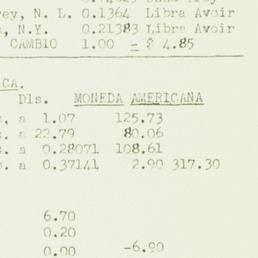 rey, N. L. 0.1364 Libra Avoir
, N.Y. 0.21383 Libra Avoir
CAMBIO 1.00 = $ 4.85
CA.
Dls. MONEDA AMERICANA
. a 1.07 125.73
. a 22.79 80.06
. a 0.28071 108.61
. a 0.37141 2.90 317.30
6.70
0.20
0.00 -6.90